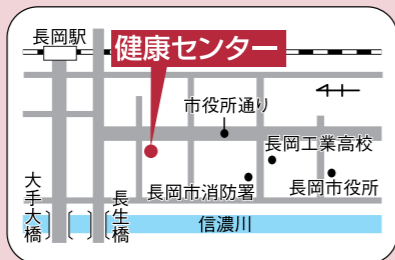 長岡駅
健康センター
市役所通り
長岡工業高校
長岡市消防署
長岡市役所
大手大橋
長生橋
信濃川